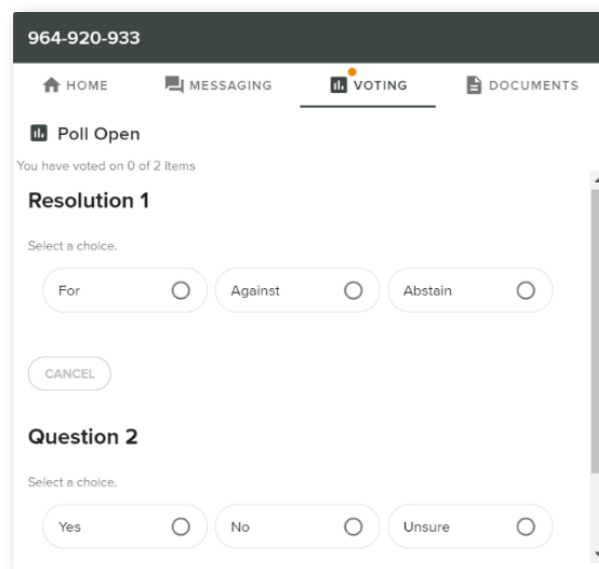 964-920-933
HOME MESSAGING VOTING DOCUMENTS
Poll Open
You have voted on 0 of 2 items
Resolution 1
Select a choice.
For Against Abstain
CANCEL
Question 2
Select a choice.
Yes No Unsure